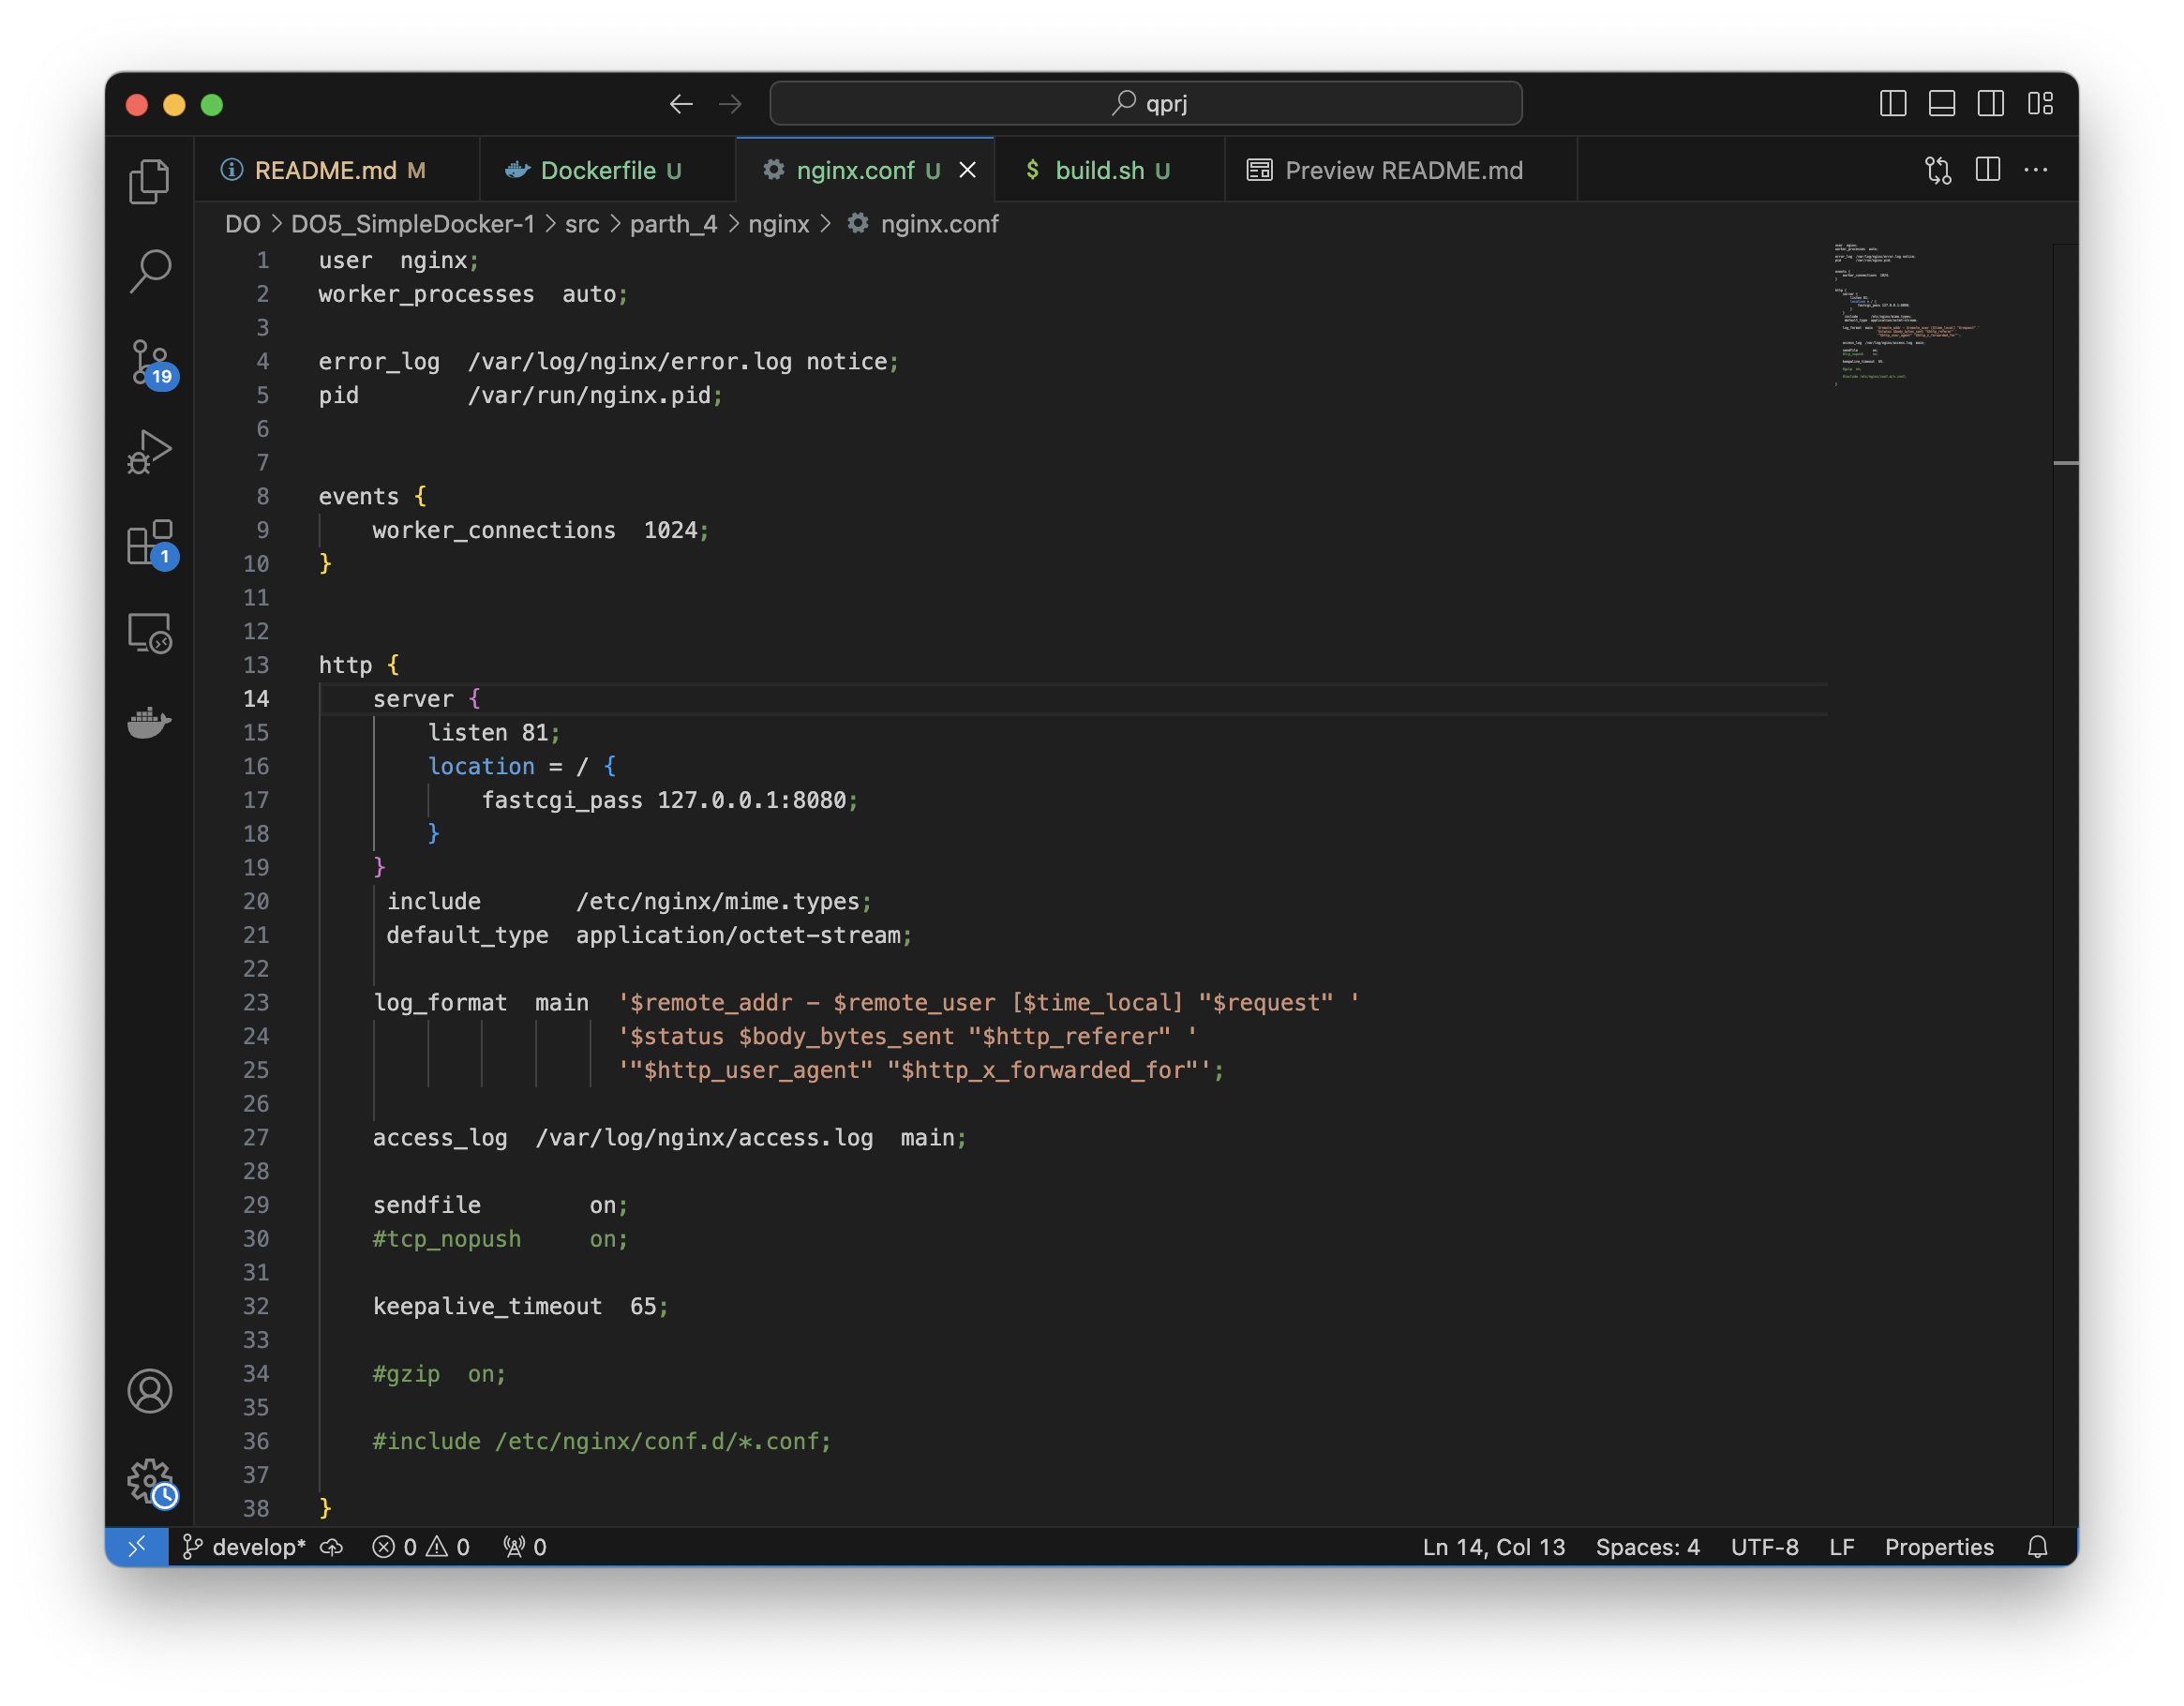 qprj
README.md M
Dockerfile U
nginx.conf U
$ build.sh U
Preview README.md
DO > DO5_SimpleDocker-1 > src > parth_4 > nginx > nginx.conf
1 user  nginx;
2 worker_processes  auto;
3
4 error_log  /var/log/nginx/error.log notice;
5 pid        /var/run/nginx.pid;
6
7
8 events {
9     worker_connections  1024;
10 }
11
12
13 http {
14     server {
15         listen 81;
16         location = / {
17             fastcgi_pass 127.0.0.1:8080;
18         }
19     }
20      include       /etc/nginx/mime.types;
21      default_type  application/octet-stream;
22
23     log_format  main  '$remote_addr - $remote_user [$time_local] "$request" '
24                       '$status $body_bytes_sent "$http_referer" '
25                       '"$http_user_agent" "$http_x_forwarded_for"';
26
27     access_log  /var/log/nginx/access.log  main;
28
29     sendfile        on;
30     #tcp_nopush     on;
31
32     keepalive_timeout  65;
33
34     #gzip  on;
35
36     #include /etc/nginx/conf.d/*.conf;
37
38 }
19
1
develop*
0 0
0
Ln 14, Col 13
Spaces: 4
UTF-8
LF
Properties